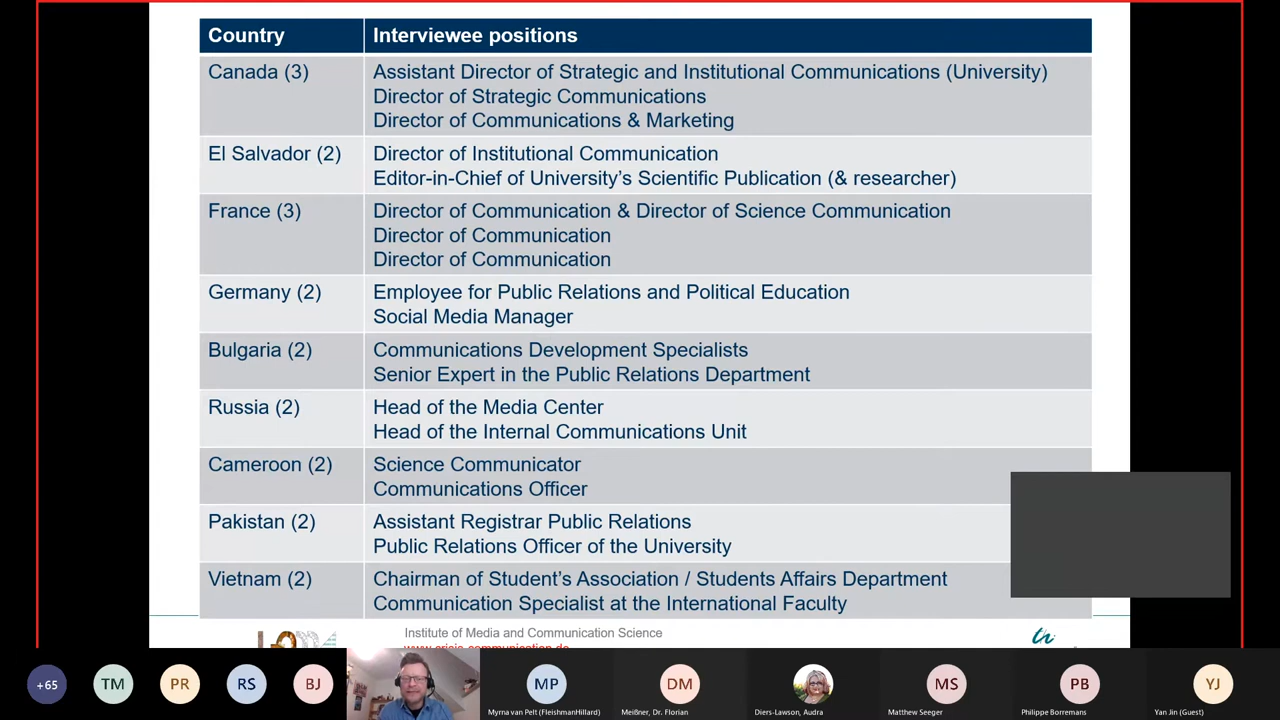 Country Interviewee positions
Canada (3) Assistant Director of Strategic and Institutional Communications (University)
Director of Strategic Communications
Director of Communications & Marketing
El Salvador (2) Director of Institutional Communication
Editor-in-Chief of University's Scientific Publication (& researcher)
France (3) Director of Communication & Director of Science Communication
Director of Communication
Director of Communication
Germany (2) Employee for Public Relations and Political Education
Social Media Manager
Bulgaria (2) Communications Development Specialists
Senior Expert in the Public Relations Department
Russia (2) Head of the Media Center
Head of the Internal Communications Unit
Cameroon (2) Science Communicator
Communications Officer
Pakistan (2) Assistant Registrar Public Relations
Public Relations Officer of the University
Vietnam (2) Chairman of Student's Association / Students Affairs Department
Communication Specialist at the International Faculty
Institute of Media and Communication Science
www.crisis-communication.de
+65 TM PR RS BJ MP DM MS PB YJ
Myrna van Pelt (FleishmanHillard) Meißner, Dr. Florian Diers-Lawson, Audra Matthew Seeger Philippe Borremans Yan Jin (Guest)